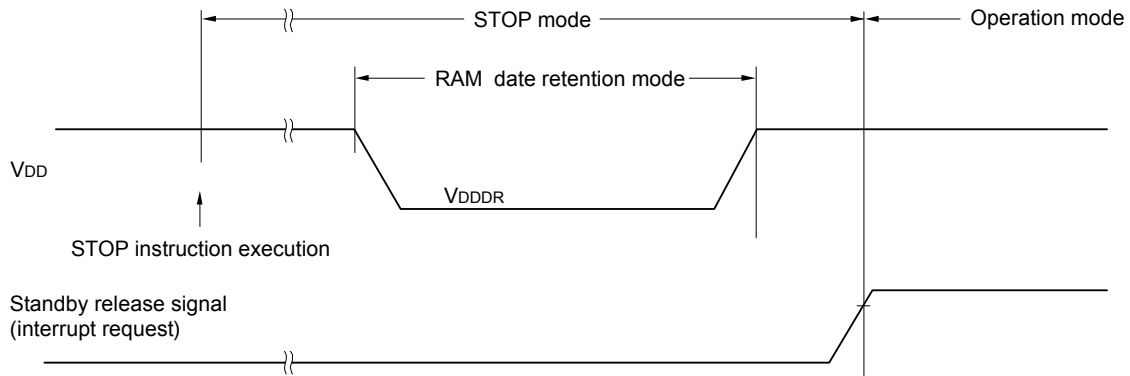 STOP mode
Operation mode
RAM date retention mode
VDD
VDDDR
STOP instruction execution
Standby release signal
(interrupt request)